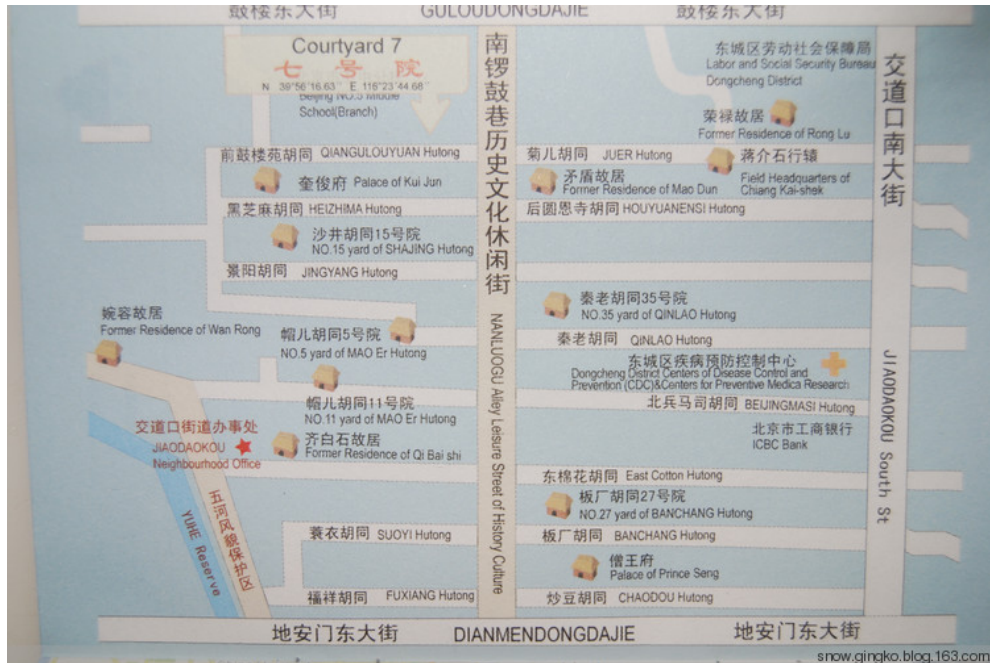 鼓楼东大街
GULOUDONGDAJIE
鼓楼东大街
Courtyard 7
七号院
N 39°56'16.63" E 116°23'44.68"
Beijing NO.5 Middle
School(Branch)
南锣鼓巷历史文化休闲街
NANLUOGU Alley Leisure Street of History Culture
东城区劳动社会保障局
Labor and Social Security Bureau
Dongcheng District
交道口南大街
JIAODAOKOU South St
荣禄故居
Former Residence of Rong Lu
前鼓楼苑胡同 QIANGULOUYUAN Hutong
菊儿胡同 JUER Hutong
蒋介石行辕
Field Headquarters of
Chiang Kai-shek
奎俊府 Palace of Kui Jun
矛盾故居
Former Residence of Mao Dun
黑芝麻胡同 HEIZHIMA Hutong
后圆恩寺胡同 HOUYUANENSI Hutong
沙井胡同15号院
NO.15 yard of SHAJING Hutong
景阳胡同 JINGYANG Hutong
秦老胡同35号院
NO.35 yard of QINLAO Hutong
婉容故居
Former Residence of Wan Rong
帽儿胡同5号院
NO.5 yard of MAO Er Hutong
秦老胡同 QINLAO Hutong
东城区疾病预防控制中心
Dongcheng District Centers of Disease Control and
Prevention (CDC)&Centers for Preventive Medica Research
帽儿胡同11号院
NO.11 yard of MAO Er Hutong
北兵马司胡同 BEIJINGMASI Hutong
交道口街道办事处
JIAODAOKOU
Neighbourhood Office
齐白石故居
Former Residence of Qi Bai shi
北京市工商银行
ICBC Bank
东棉花胡同 East Cotton Hutong
板厂胡同27号院
NO.27 yard of BANCHANG Hutong
五河风貌保护区
YUHE Reserve
蓑衣胡同 SUOYI Hutong
板厂胡同 BANCHANG Hutong
僧王府
Palace of Prince Seng
福祥胡同 FUXIANG Hutong
炒豆胡同 CHAODOU Hutong
地安门东大街
DIANMENDONGDAJIE
地安门东大街
snow.qingko.blog.163.com